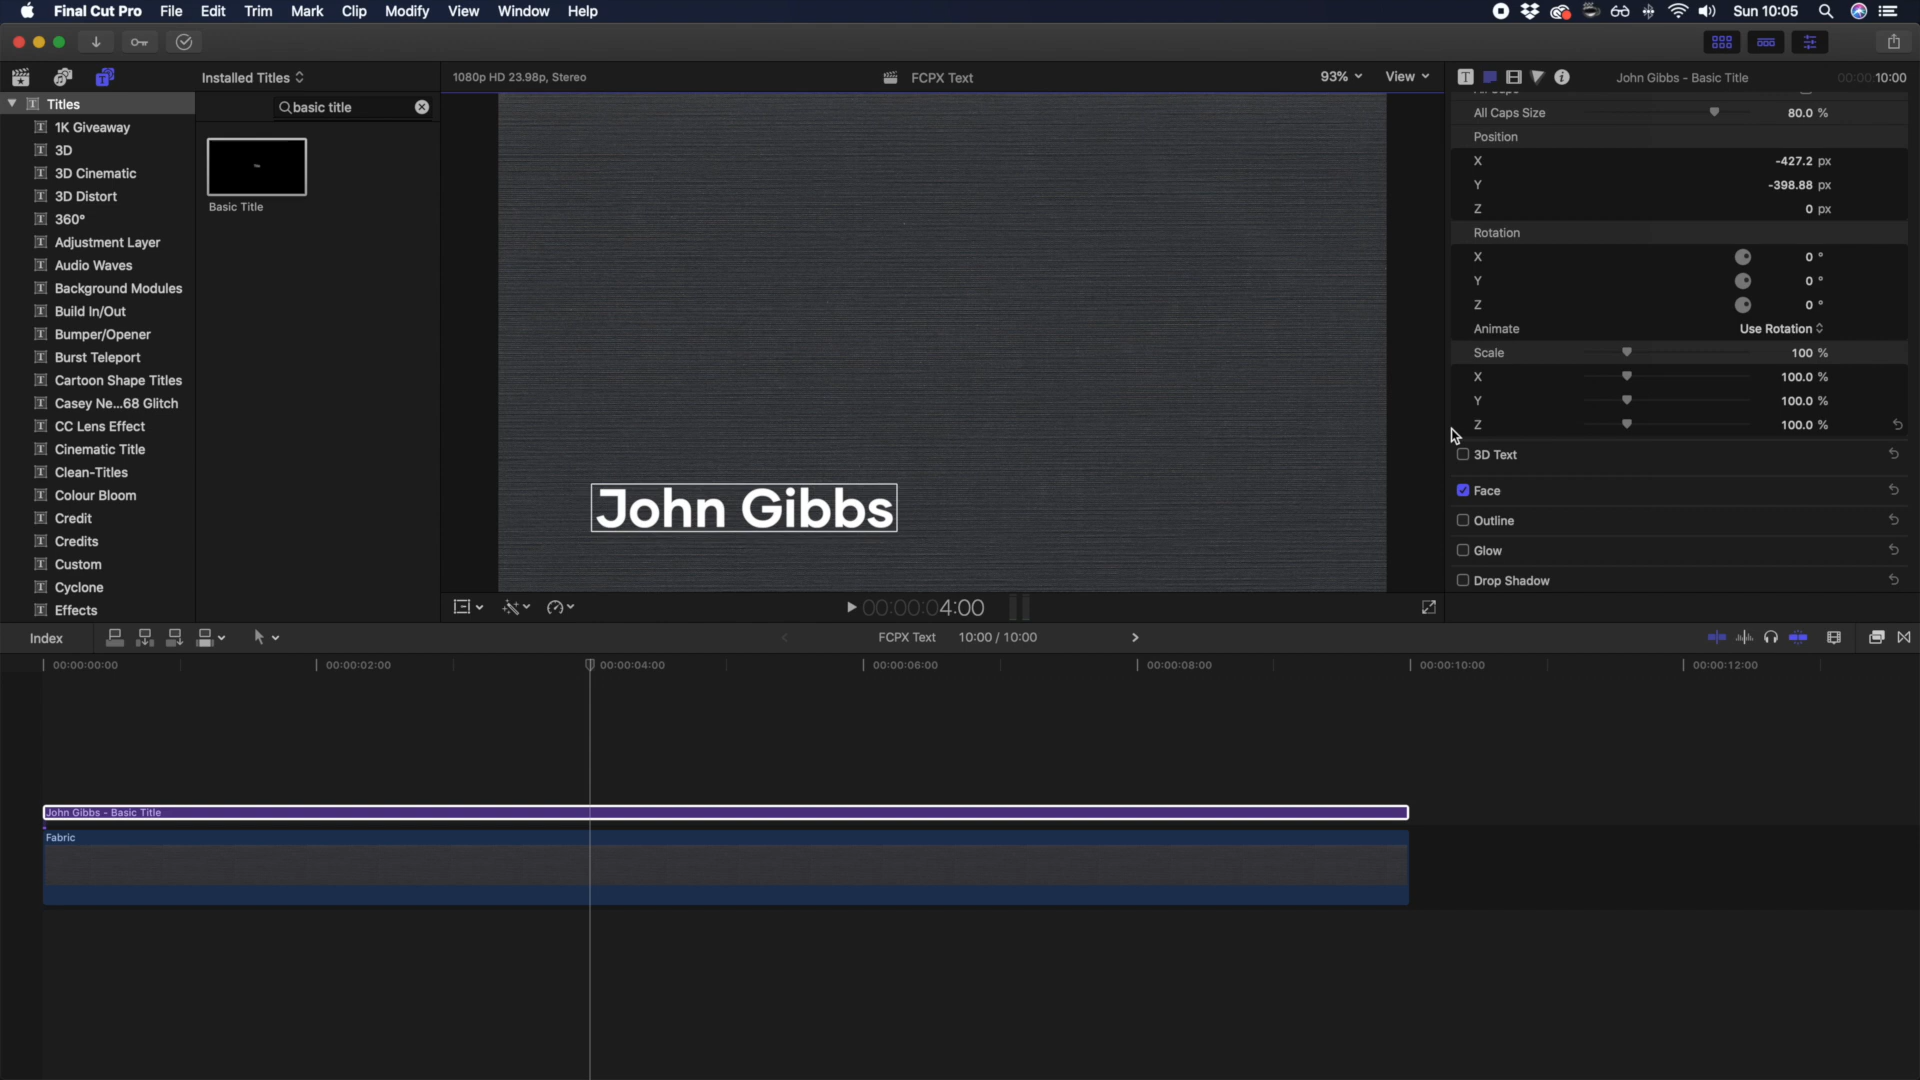 Final Cut Pro File Edit Trim Mark Clip Modify View Window Help Sun 10:05
Installed Titles
1080p HD 23.98p, Stereo
FCPX Text
93%
View
John Gibbs - Basic Title
00:00:10:00
Titles
1K Giveaway
3D
3D Cinematic
3D Distort
360°
Adjustment Layer
Audio Waves
Background Modules
Build In/Out
Bumper/Opener
Burst Teleport
Cartoon Shape Titles
Casey Ne...68 Glitch
CC Lens Effect
Cinematic Title
Clean-Titles
Colour Bloom
Credit
Credits
Custom
Cyclone
Effects
basic title
Basic Title
John Gibbs
All Caps Size 80.0 %
Position
X -427.2 px
Y -398.88 px
Z 0 px
Rotation
X 0 °
Y 0 °
Z 0 °
Animate Use Rotation
Scale 100 %
X 100.0 %
Y 100.0 %
Z 100.0 %
3D Text
Face
Outline
Glow
Drop Shadow
00:00:04:00
Index
FCPX Text 10:00 / 10:00
00:00:00:00 00:00:02:00 00:00:04:00 00:00:06:00 00:00:08:00 00:00:10:00 00:00:12:00
John Gibbs - Basic Title
Fabric